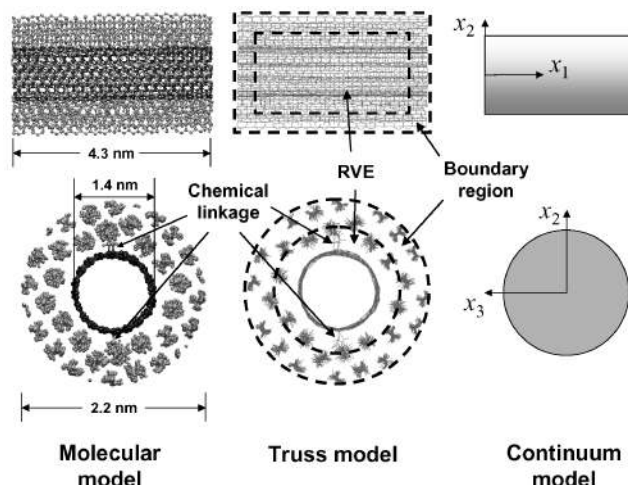 x₂
x₁
4.3 nm
1.4 nm
Chemical
linkage
RVE
Boundary
region
x₂
x₃
2.2 nm
Molecular
model
Truss model
Continuum
model